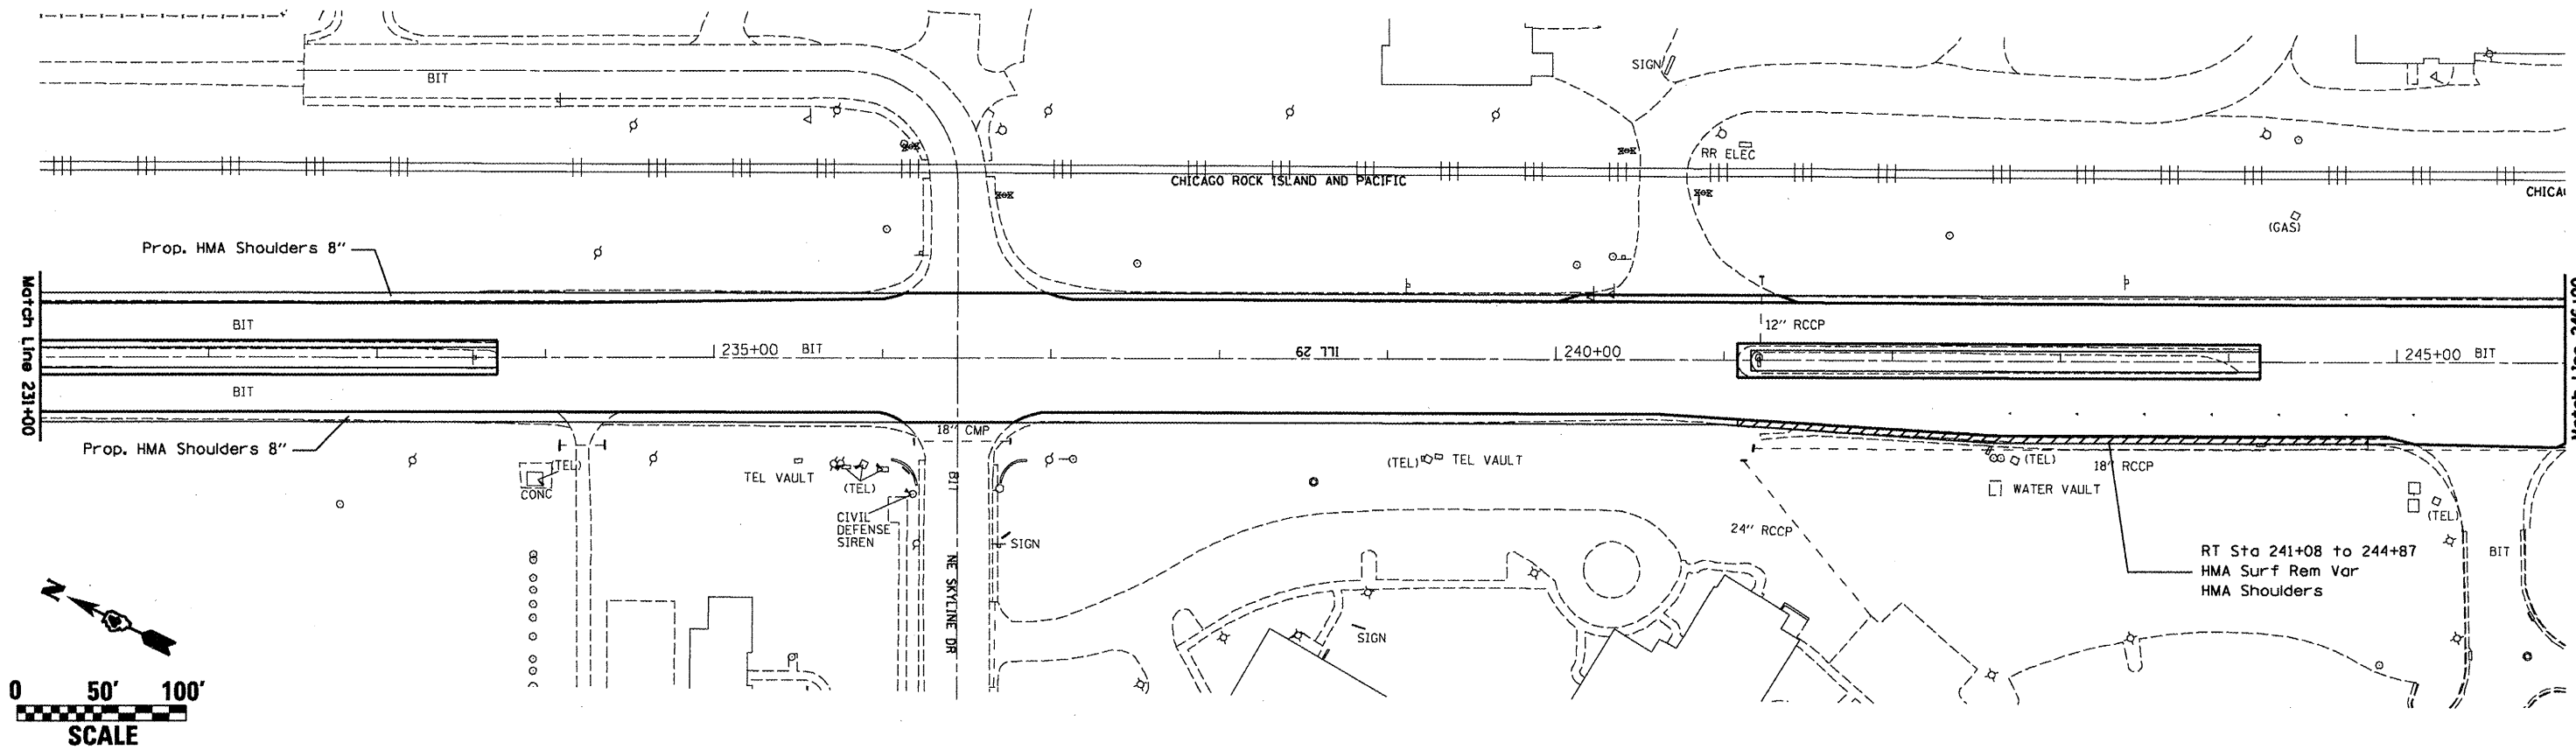 BIT
SIGN
RR ELEC
CHICAGO ROCK ISLAND AND PACIFIC
(GAS)
Prop. HMA Shoulders 8"
Match Line 231+00
BIT
12" RCCP
235+00 BIT
ILL 29
240+00
245+00 BIT
BIT
Prop. HMA Shoulders 8"
18" CMP
(TEL)
CONC
TEL VAULT
(TEL)
CIVIL
DEFENSE
SIREN
BIT
NE SKYLINE DR
SIGN
(TEL)
TEL VAULT
24" RCCP
(TEL)
18" RCCP
WATER VAULT
(TEL)
BIT
RT Sta 241+08 to 244+87
HMA Surf Rem Var
HMA Shoulders
SIGN
N
0 50' 100'
SCALE